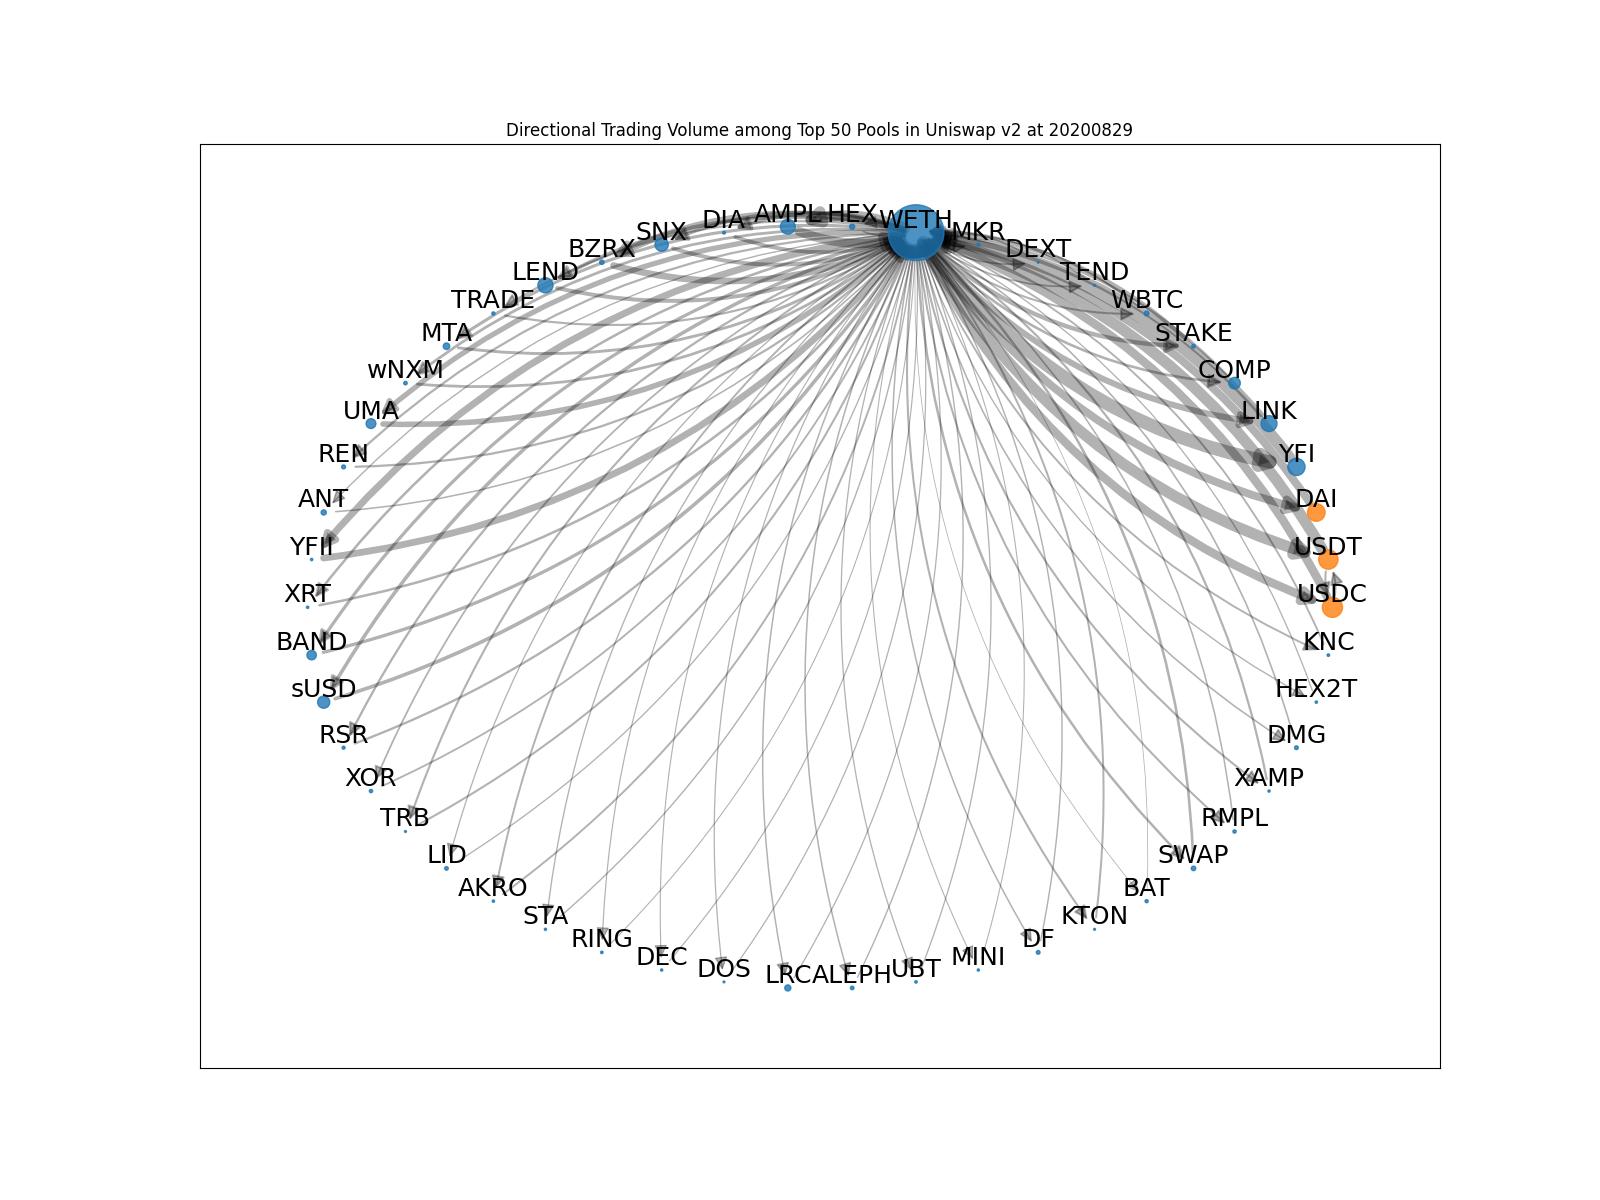 Directional Trading Volume among Top 50 Pools in Uniswap v2 at 20200829
WETH
MKR
DEXT
TEND
WBTC
STAKE
COMP
LINK
YFI
DAI
USDT
USDC
KNC
HEX2T
DMG
XAMP
RMPL
SWAP
BAT
KTON
DF
MINI
UBT
ALEPH
LRC
DOS
DEC
RING
STA
AKRO
LID
TRB
XOR
RSR
sUSD
BAND
XRT
YFII
ANT
REN
UMA
wNXM
MTA
TRADE
LEND
BZRX
SNX
DIA
AMPL
HEX